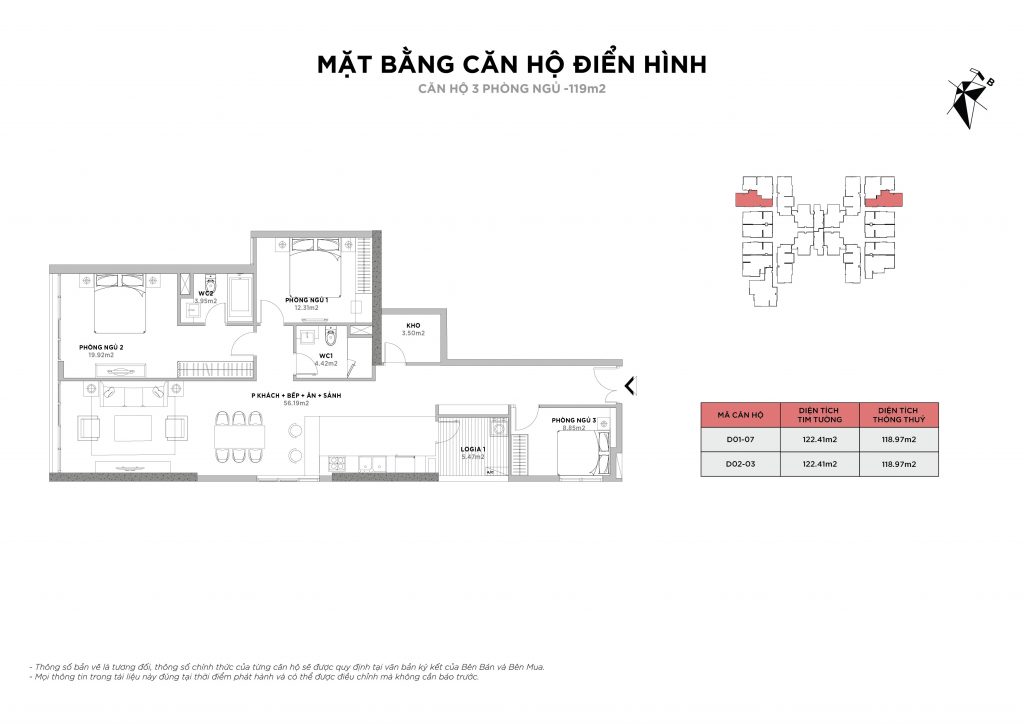 MẶT BẰNG CĂN HỘ ĐIỂN HÌNH
CĂN HỘ 3 PHÒNG NGỦ -119m2
B
WC2
3.95m2
PHÒNG NGỦ 1
12.31m2
KHO
3.50m2
PHÒNG NGỦ 2
19.92m2
WC1
4.42m2
P KHÁCH + BẾP + ĂN + SẢNH
56.19m2
PHÒNG NGỦ 3
8.85m2
LOGIA 1
5.47m2
MÃ CĂN HỘ
DIỆN TÍCH
TIM TƯỜNG
DIỆN TÍCH
THÔNG THUỶ
D01-07 122.41m2 118.97m2
D02-03 122.41m2 118.97m2
- Thông số bản vẽ là tương đối, thông số chính thức của từng căn hộ sẽ được quy định tại văn bản ký kết của Bên Bán và Bên Mua.
- Mọi thông tin trong tài liệu này đúng tại thời điểm phát hành và có thể được điều chỉnh mà không cần báo trước.